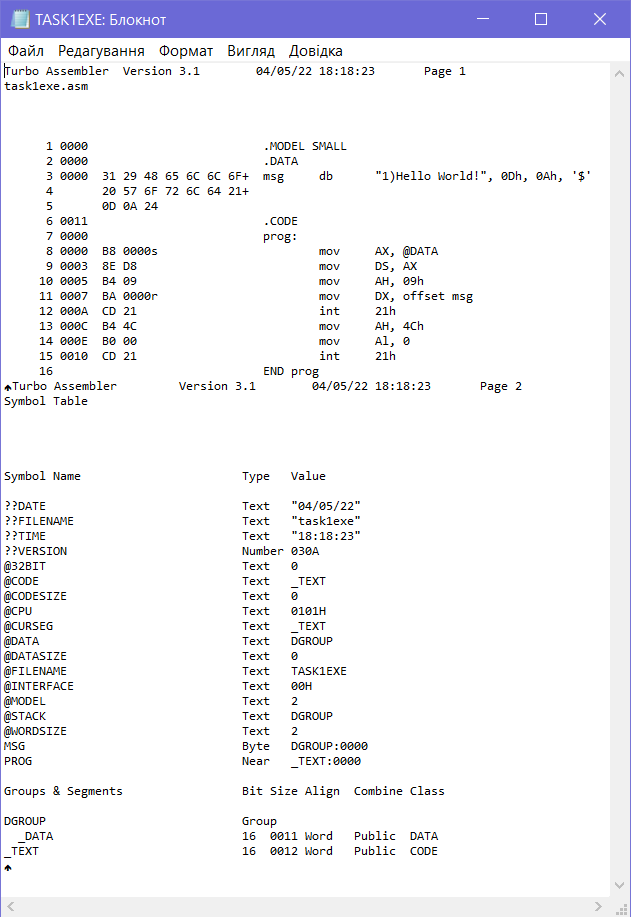 TASK1EXE: Блокнот
Файл Редагування Формат Вигляд Довідка
Turbo Assembler  Version 3.1        04/05/22 18:18:23       Page 1
task1exe.asm
      1 0000                         .MODEL SMALL
      2 0000                         .DATA
      3 0000  31 29 48 65 6C 6C 6F+  msg     db      "1)Hello World!", 0Dh, 0Ah, '$'
      4       20 57 6F 72 6C 64 21+
      5       0D 0A 24
      6 0011                         .CODE
      7 0000                         prog:
      8 0000  B8 0000s                       mov     AX, @DATA
      9 0003  8E D8                          mov     DS, AX
     10 0005  B4 09                          mov     AH, 09h
     11 0007  BA 0000r                       mov     DX, offset msg
     12 000A  CD 21                          int     21h
     13 000C  B4 4C                          mov     AH, 4Ch
     14 000E  B0 00                          mov     Al, 0
     15 0010  CD 21                          int     21h
     16                              END prog
Turbo Assembler         Version 3.1        04/05/22 18:18:23       Page 2
Symbol Table
Symbol Name                       Type   Value
??DATE                            Text   "04/05/22"
??FILENAME                        Text   "task1exe"
??TIME                            Text   "18:18:23"
??VERSION                         Number 030A
@32BIT                            Text   0
@CODE                             Text   _TEXT
@CODESIZE                         Text   0
@CPU                              Text   0101H
@CURSEG                           Text   _TEXT
@DATA                             Text   DGROUP
@DATASIZE                         Text   0
@FILENAME                         Text   TASK1EXE
@INTERFACE                        Text   00H
@MODEL                            Text   2
@STACK                            Text   DGROUP
@WORDSIZE                         Text   2
MSG                               Byte   DGROUP:0000
PROG                              Near   _TEXT:0000
Groups & Segments                 Bit Size Align  Combine Class
DGROUP                            Group
  _DATA                           16  0011 Word   Public  DATA
_TEXT                             16  0012 Word   Public  CODE